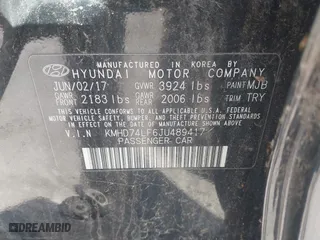 MANUFACTURED IN KOREA BY
HYUNDAI MOTOR COMPANY
JUN/02/17 GVWR 3924 lbs PAINT MJB
GAWR FRONT 2183 lbs GAWR REAR 2006 lbs TRIM TRY
THIS VEHICLE CONFORMS TO ALL APPLICABLE FEDERAL
MOTOR VEHICLE SAFETY, BUMPER, AND THEFT PREVENTION
STANDARDS IN EFFECT ON THE DATE OF MANUFACTURE
SHOWN ABOVE.
V.I.N KMHD74LF6JU489417
PASSENGER CAR
DREAMBID